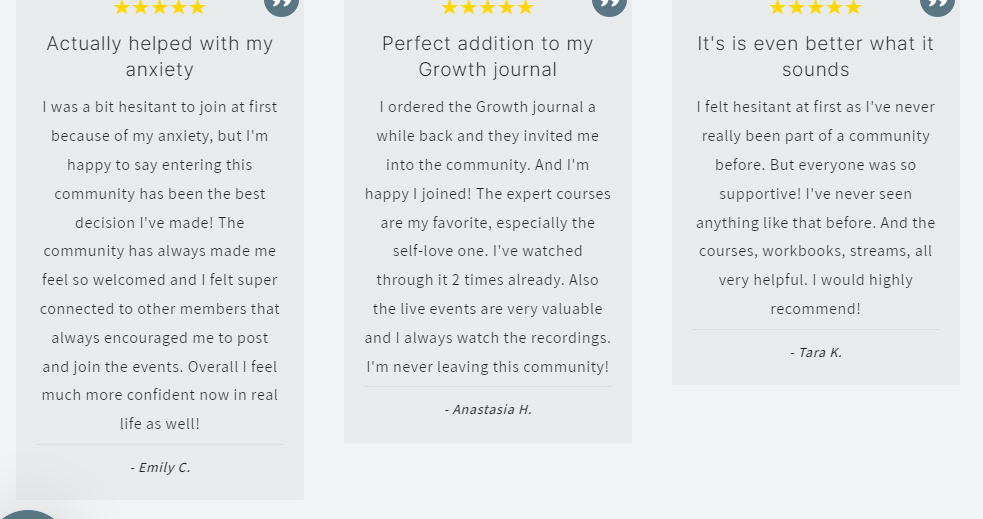 Actually helped with my
anxiety
I was a bit hesitant to join at first
because of my anxiety, but I'm
happy to say entering this
community has been the best
decision I've made! The
community has always made me
feel so welcomed and I felt super
connected to other members that
always encouraged me to post
and join the events. Overall I feel
much more confident now in real
life as well!
- Emily C.
Perfect addition to my
Growth journal
I ordered the Growth journal a
while back and they invited me
into the community. And I'm
happy I joined! The expert courses
are my favorite, especially the
self-love one. I've watched
through it 2 times already. Also
the live events are very valuable
and I always watch the recordings.
I'm never leaving this community!
- Anastasia H.
It's is even better what it
sounds
I felt hesitant at first as I've never
really been part of a community
before. But everyone was so
supportive! I've never seen
anything like that before. And the
courses, workbooks, streams, all
very helpful. I would highly
recommend!
- Tara K.